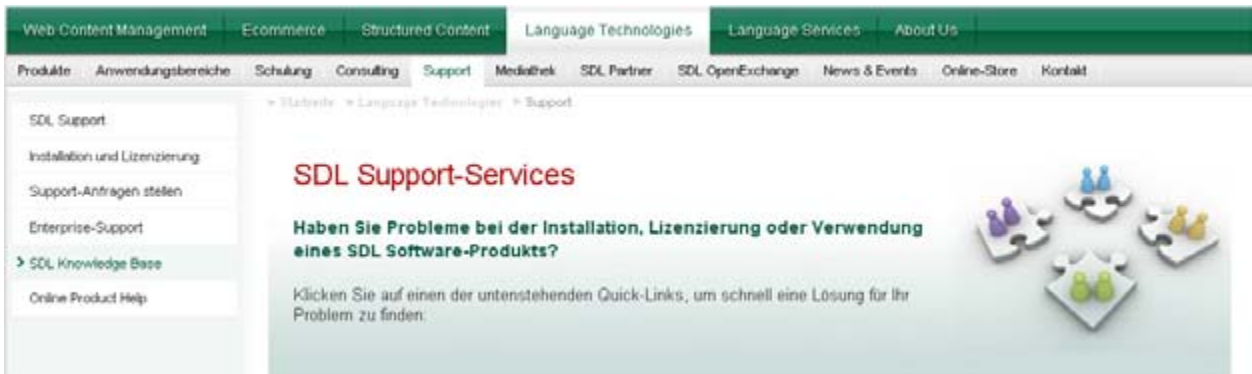 Web Content Management Ecommerce Structured Content Language Technologies Language Services About Us
Produkte Anwendungsbereiche Schulung Consulting Support Mediathek SDL Partner SDL OpenExchange News & Events Online-Store Kontakt
» Startseite » Language Technologies » Support
SDL Support
Installation und Lizenzierung
Support-Anfragen stellen
Enterprise-Support
SDL Knowledge Base
Online Product Help
SDL Support-Services
Haben Sie Probleme bei der Installation, Lizenzierung oder Verwendung
eines SDL Software-Produkts?
Klicken Sie auf einen der untenstehenden Quick-Links, um schnell eine Lösung für Ihr
Problem zu finden: